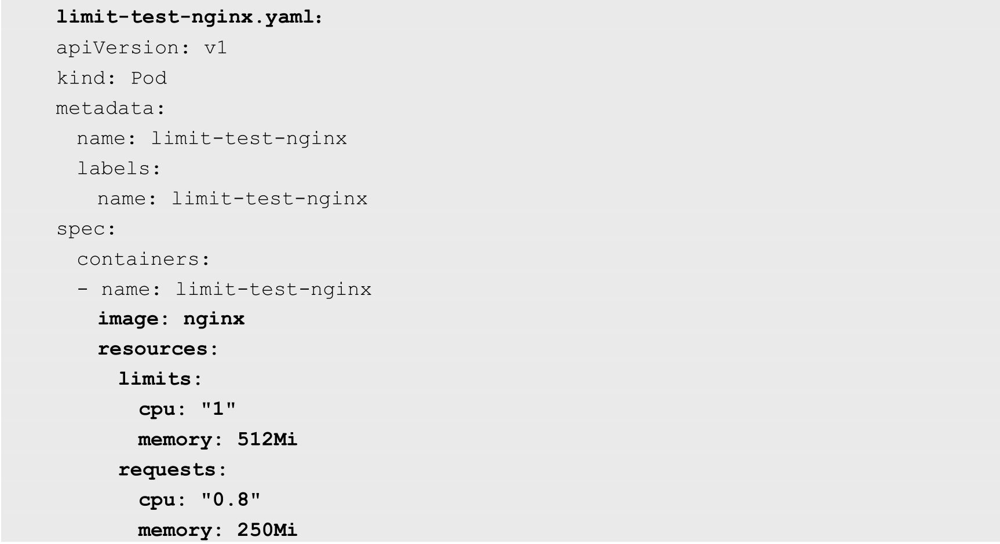 limit-test-nginx.yaml:
apiVersion: v1
kind: Pod
metadata:
  name: limit-test-nginx
  labels:
    name: limit-test-nginx
spec:
  containers:
  - name: limit-test-nginx
    image: nginx
    resources:
      limits:
        cpu: "1"
        memory: 512Mi
      requests:
        cpu: "0.8"
        memory: 250Mi